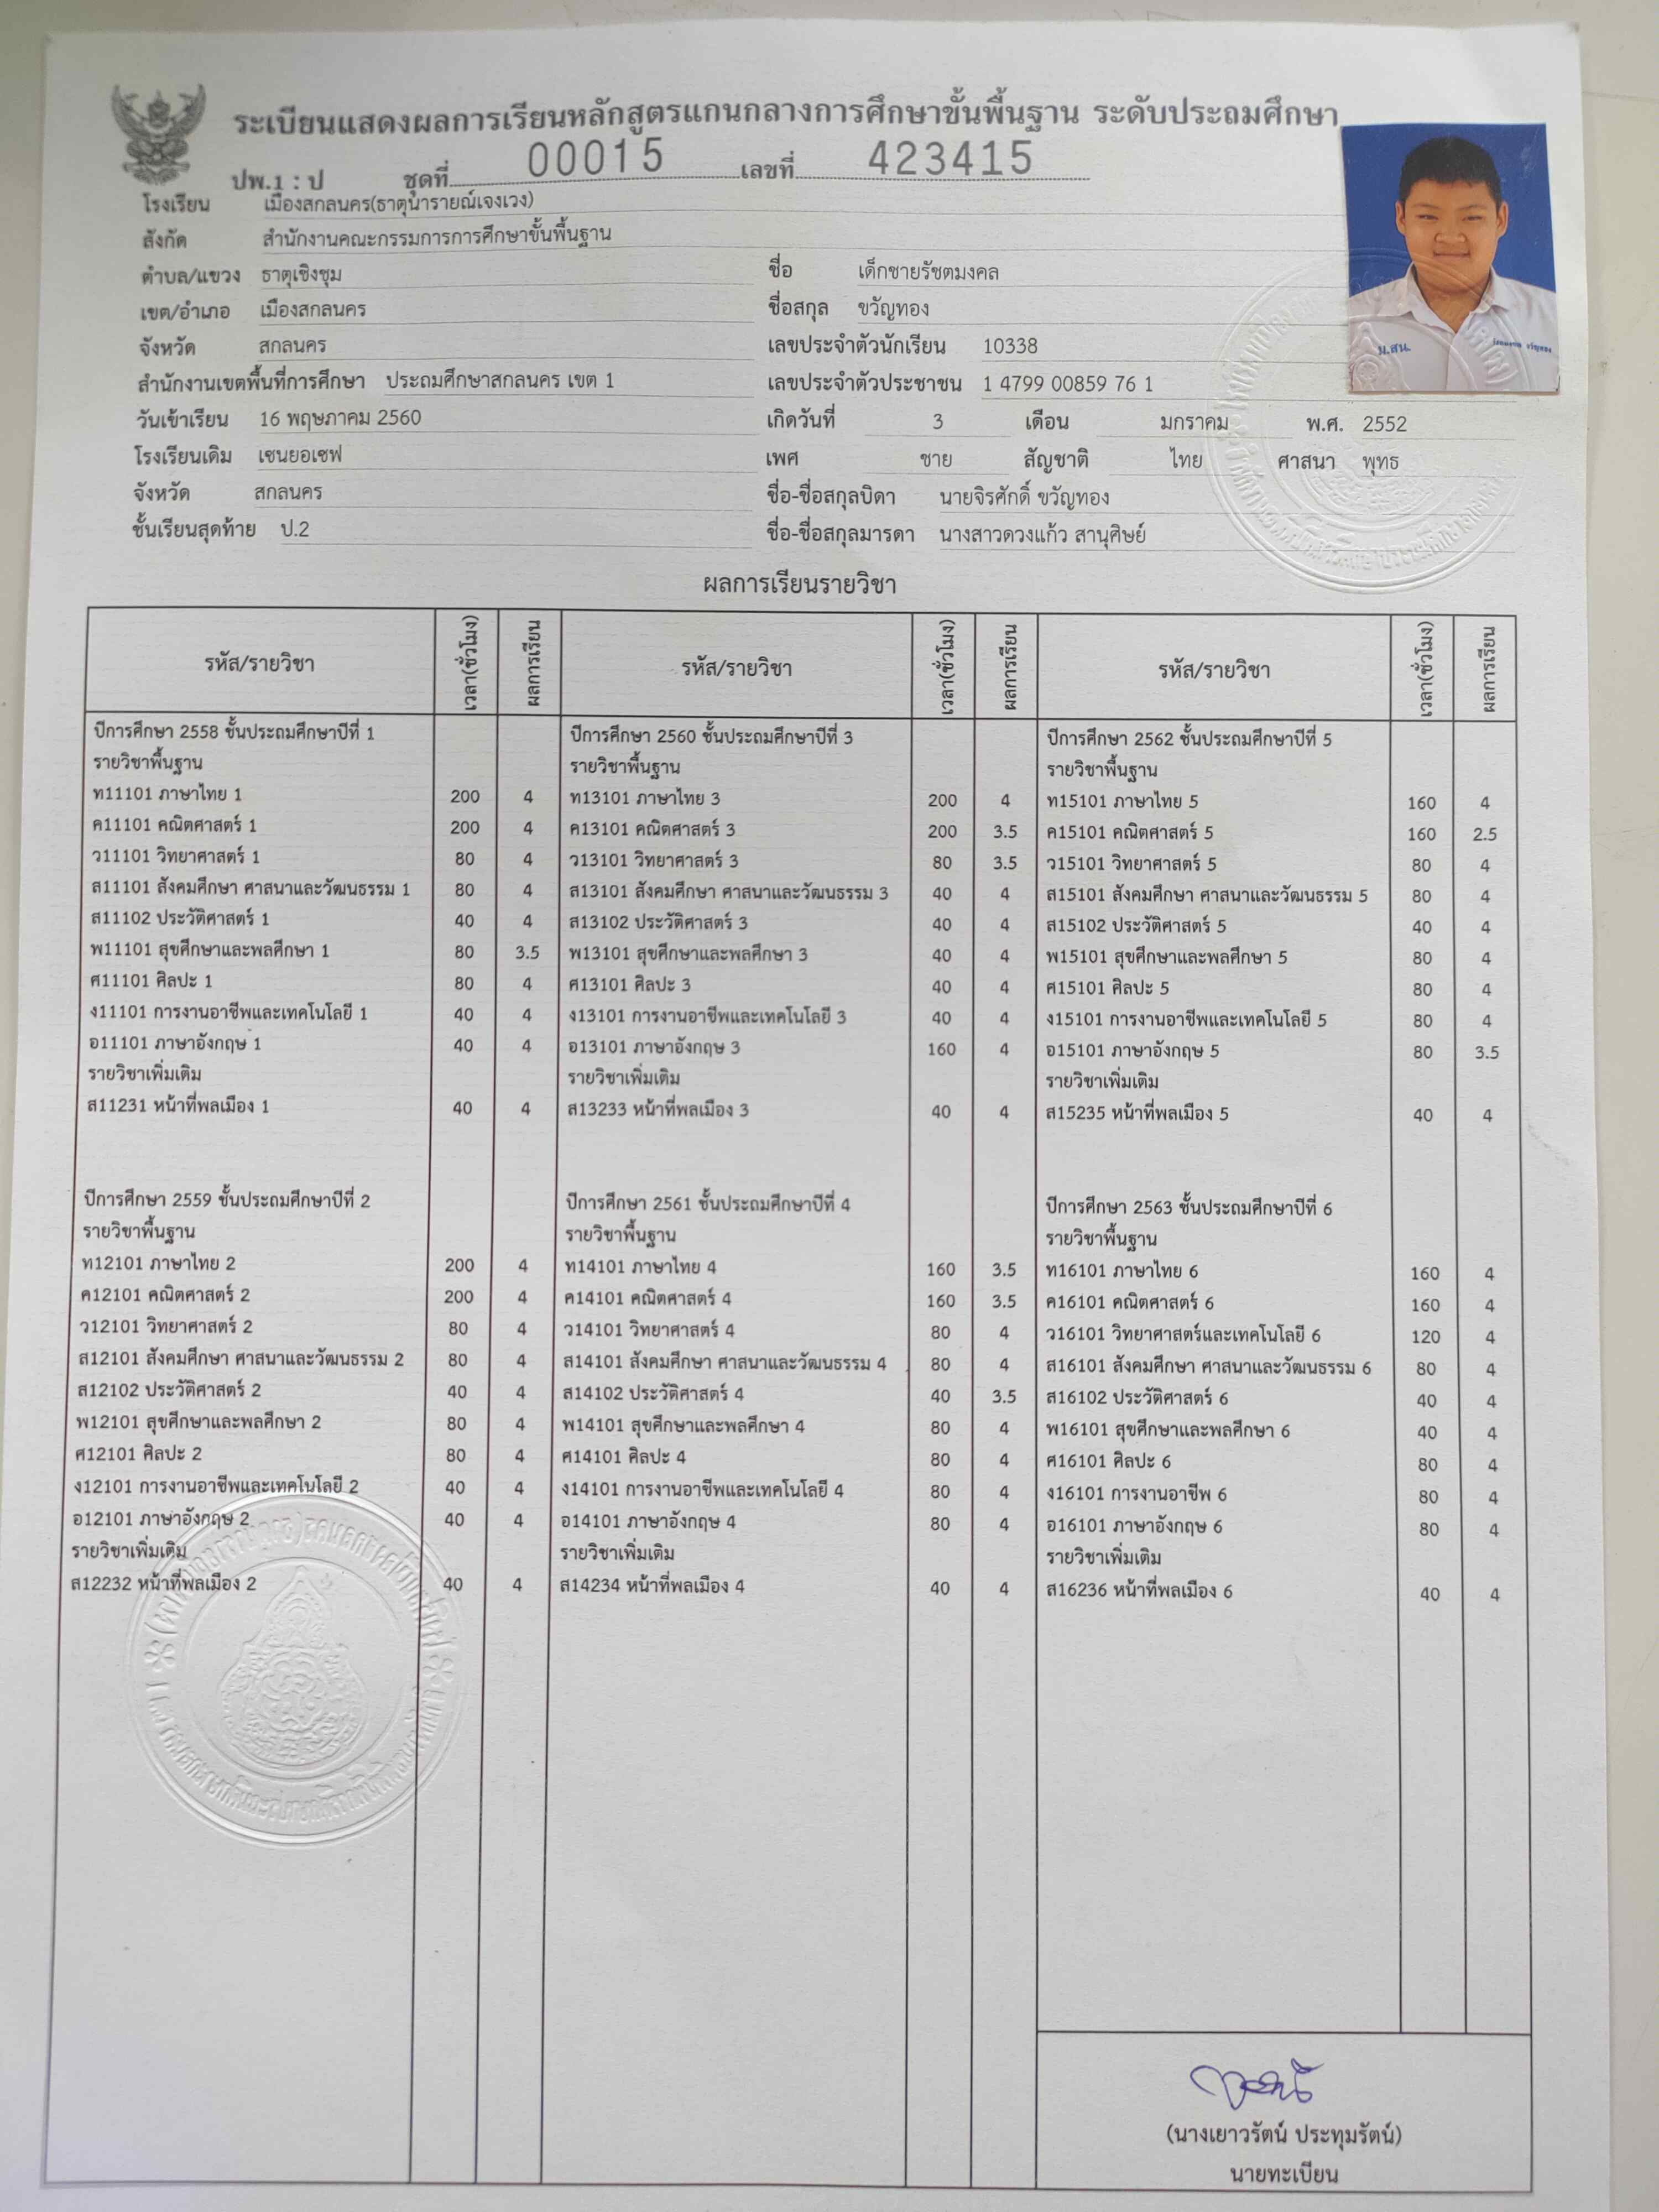 ระเบียนแสดงผลการเรียนหลักสูตรแกนกลางการศึกษาขั้นพื้นฐาน ระดับประถมศึกษา
ปพ.1 : ป ชุดที่ 00015 เลขที่ 423415
โรงเรียน เมืองสกลนคร(ธาตุนารายณ์เจงเวง)
สังกัด สำนักงานคณะกรรมการการศึกษาขั้นพื้นฐาน
ตำบล/แขวง ธาตุเชิงชุม
เขต/อำเภอ เมืองสกลนคร
จังหวัด สกลนคร
สำนักงานเขตพื้นที่การศึกษา ประถมศึกษาสกลนคร เขต 1
วันเข้าเรียน 16 พฤษภาคม 2560
โรงเรียนเดิม เซนยอเซฟ
จังหวัด สกลนคร
ชั้นเรียนสุดท้าย ป.2
ชื่อ เด็กชายรัชตมงคล
ชื่อสกุล ขวัญทอง
เลขประจำตัวนักเรียน 10338
เลขประจำตัวประชาชน 1 4799 00859 76 1
เกิดวันที่ 3 เดือน มกราคม พ.ศ. 2552
เพศ ชาย สัญชาติ ไทย ศาสนา พุทธ
ชื่อ-ชื่อสกุลบิดา นายจิรศักดิ์ ขวัญทอง
ชื่อ-ชื่อสกุลมารดา นางสาวดวงแก้ว สานุศิษย์
ม.สน.
ผลการเรียนรายวิชา
รหัส/รายวิชา เวลา(ชั่วโมง) ผลการเรียน รหัส/รายวิชา เวลา(ชั่วโมง) ผลการเรียน รหัส/รายวิชา เวลา(ชั่วโมง) ผลการเรียน
ปีการศึกษา 2558 ชั้นประถมศึกษาปีที่ 1
รายวิชาพื้นฐาน
ท11101 ภาษาไทย 1 200 4
ค11101 คณิตศาสตร์ 1 200 4
ว11101 วิทยาศาสตร์ 1 80 4
ส11101 สังคมศึกษา ศาสนาและวัฒนธรรม 1 80 4
ส11102 ประวัติศาสตร์ 1 40 4
พ11101 สุขศึกษาและพลศึกษา 1 80 3.5
ศ11101 ศิลปะ 1 80 4
ง11101 การงานอาชีพและเทคโนโลยี 1 40 4
อ11101 ภาษาอังกฤษ 1 40 4
รายวิชาเพิ่มเติม
ส11231 หน้าที่พลเมือง 1 40 4
ปีการศึกษา 2559 ชั้นประถมศึกษาปีที่ 2
รายวิชาพื้นฐาน
ท12101 ภาษาไทย 2 200 4
ค12101 คณิตศาสตร์ 2 200 4
ว12101 วิทยาศาสตร์ 2 80 4
ส12101 สังคมศึกษา ศาสนาและวัฒนธรรม 2 80 4
ส12102 ประวัติศาสตร์ 2 40 4
พ12101 สุขศึกษาและพลศึกษา 2 80 4
ศ12101 ศิลปะ 2 80 4
ง12101 การงานอาชีพและเทคโนโลยี 2 40 4
อ12101 ภาษาอังกฤษ 2 40 4
รายวิชาเพิ่มเติม
ส12232 หน้าที่พลเมือง 2 40 4
ปีการศึกษา 2560 ชั้นประถมศึกษาปีที่ 3
รายวิชาพื้นฐาน
ท13101 ภาษาไทย 3 200 4
ค13101 คณิตศาสตร์ 3 200 3.5
ว13101 วิทยาศาสตร์ 3 80 3.5
ส13101 สังคมศึกษา ศาสนาและวัฒนธรรม 3 40 4
ส13102 ประวัติศาสตร์ 3 40 4
พ13101 สุขศึกษาและพลศึกษา 3 40 4
ศ13101 ศิลปะ 3 40 4
ง13101 การงานอาชีพและเทคโนโลยี 3 40 4
อ13101 ภาษาอังกฤษ 3 160 4
รายวิชาเพิ่มเติม
ส13233 หน้าที่พลเมือง 3 40 4
ปีการศึกษา 2561 ชั้นประถมศึกษาปีที่ 4
รายวิชาพื้นฐาน
ท14101 ภาษาไทย 4 160 3.5
ค14101 คณิตศาสตร์ 4 160 3.5
ว14101 วิทยาศาสตร์ 4 80 4
ส14101 สังคมศึกษา ศาสนาและวัฒนธรรม 4 80 4
ส14102 ประวัติศาสตร์ 4 40 3.5
พ14101 สุขศึกษาและพลศึกษา 4 80 4
ศ14101 ศิลปะ 4 80 4
ง14101 การงานอาชีพและเทคโนโลยี 4 80 4
อ14101 ภาษาอังกฤษ 4 80 4
รายวิชาเพิ่มเติม
ส14234 หน้าที่พลเมือง 4 40 4
ปีการศึกษา 2562 ชั้นประถมศึกษาปีที่ 5
รายวิชาพื้นฐาน
ท15101 ภาษาไทย 5 160 4
ค15101 คณิตศาสตร์ 5 160 2.5
ว15101 วิทยาศาสตร์ 5 80 4
ส15101 สังคมศึกษา ศาสนาและวัฒนธรรม 5 80 4
ส15102 ประวัติศาสตร์ 5 40 4
พ15101 สุขศึกษาและพลศึกษา 5 80 4
ศ15101 ศิลปะ 5 80 4
ง15101 การงานอาชีพและเทคโนโลยี 5 80 4
อ15101 ภาษาอังกฤษ 5 80 3.5
รายวิชาเพิ่มเติม
ส15235 หน้าที่พลเมือง 5 40 4
ปีการศึกษา 2563 ชั้นประถมศึกษาปีที่ 6
รายวิชาพื้นฐาน
ท16101 ภาษาไทย 6 160 4
ค16101 คณิตศาสตร์ 6 160 4
ว16101 วิทยาศาสตร์และเทคโนโลยี 6 120 4
ส16101 สังคมศึกษา ศาสนาและวัฒนธรรม 6 80 4
ส16102 ประวัติศาสตร์ 6 40 4
พ16101 สุขศึกษาและพลศึกษา 6 40 4
ศ16101 ศิลปะ 6 80 4
ง16101 การงานอาชีพ 6 80 4
อ16101 ภาษาอังกฤษ 6 80 4
รายวิชาเพิ่มเติม
ส16236 หน้าที่พลเมือง 6 40 4
(นางเยาวรัตน์ ประทุมรัตน์)
นายทะเบียน